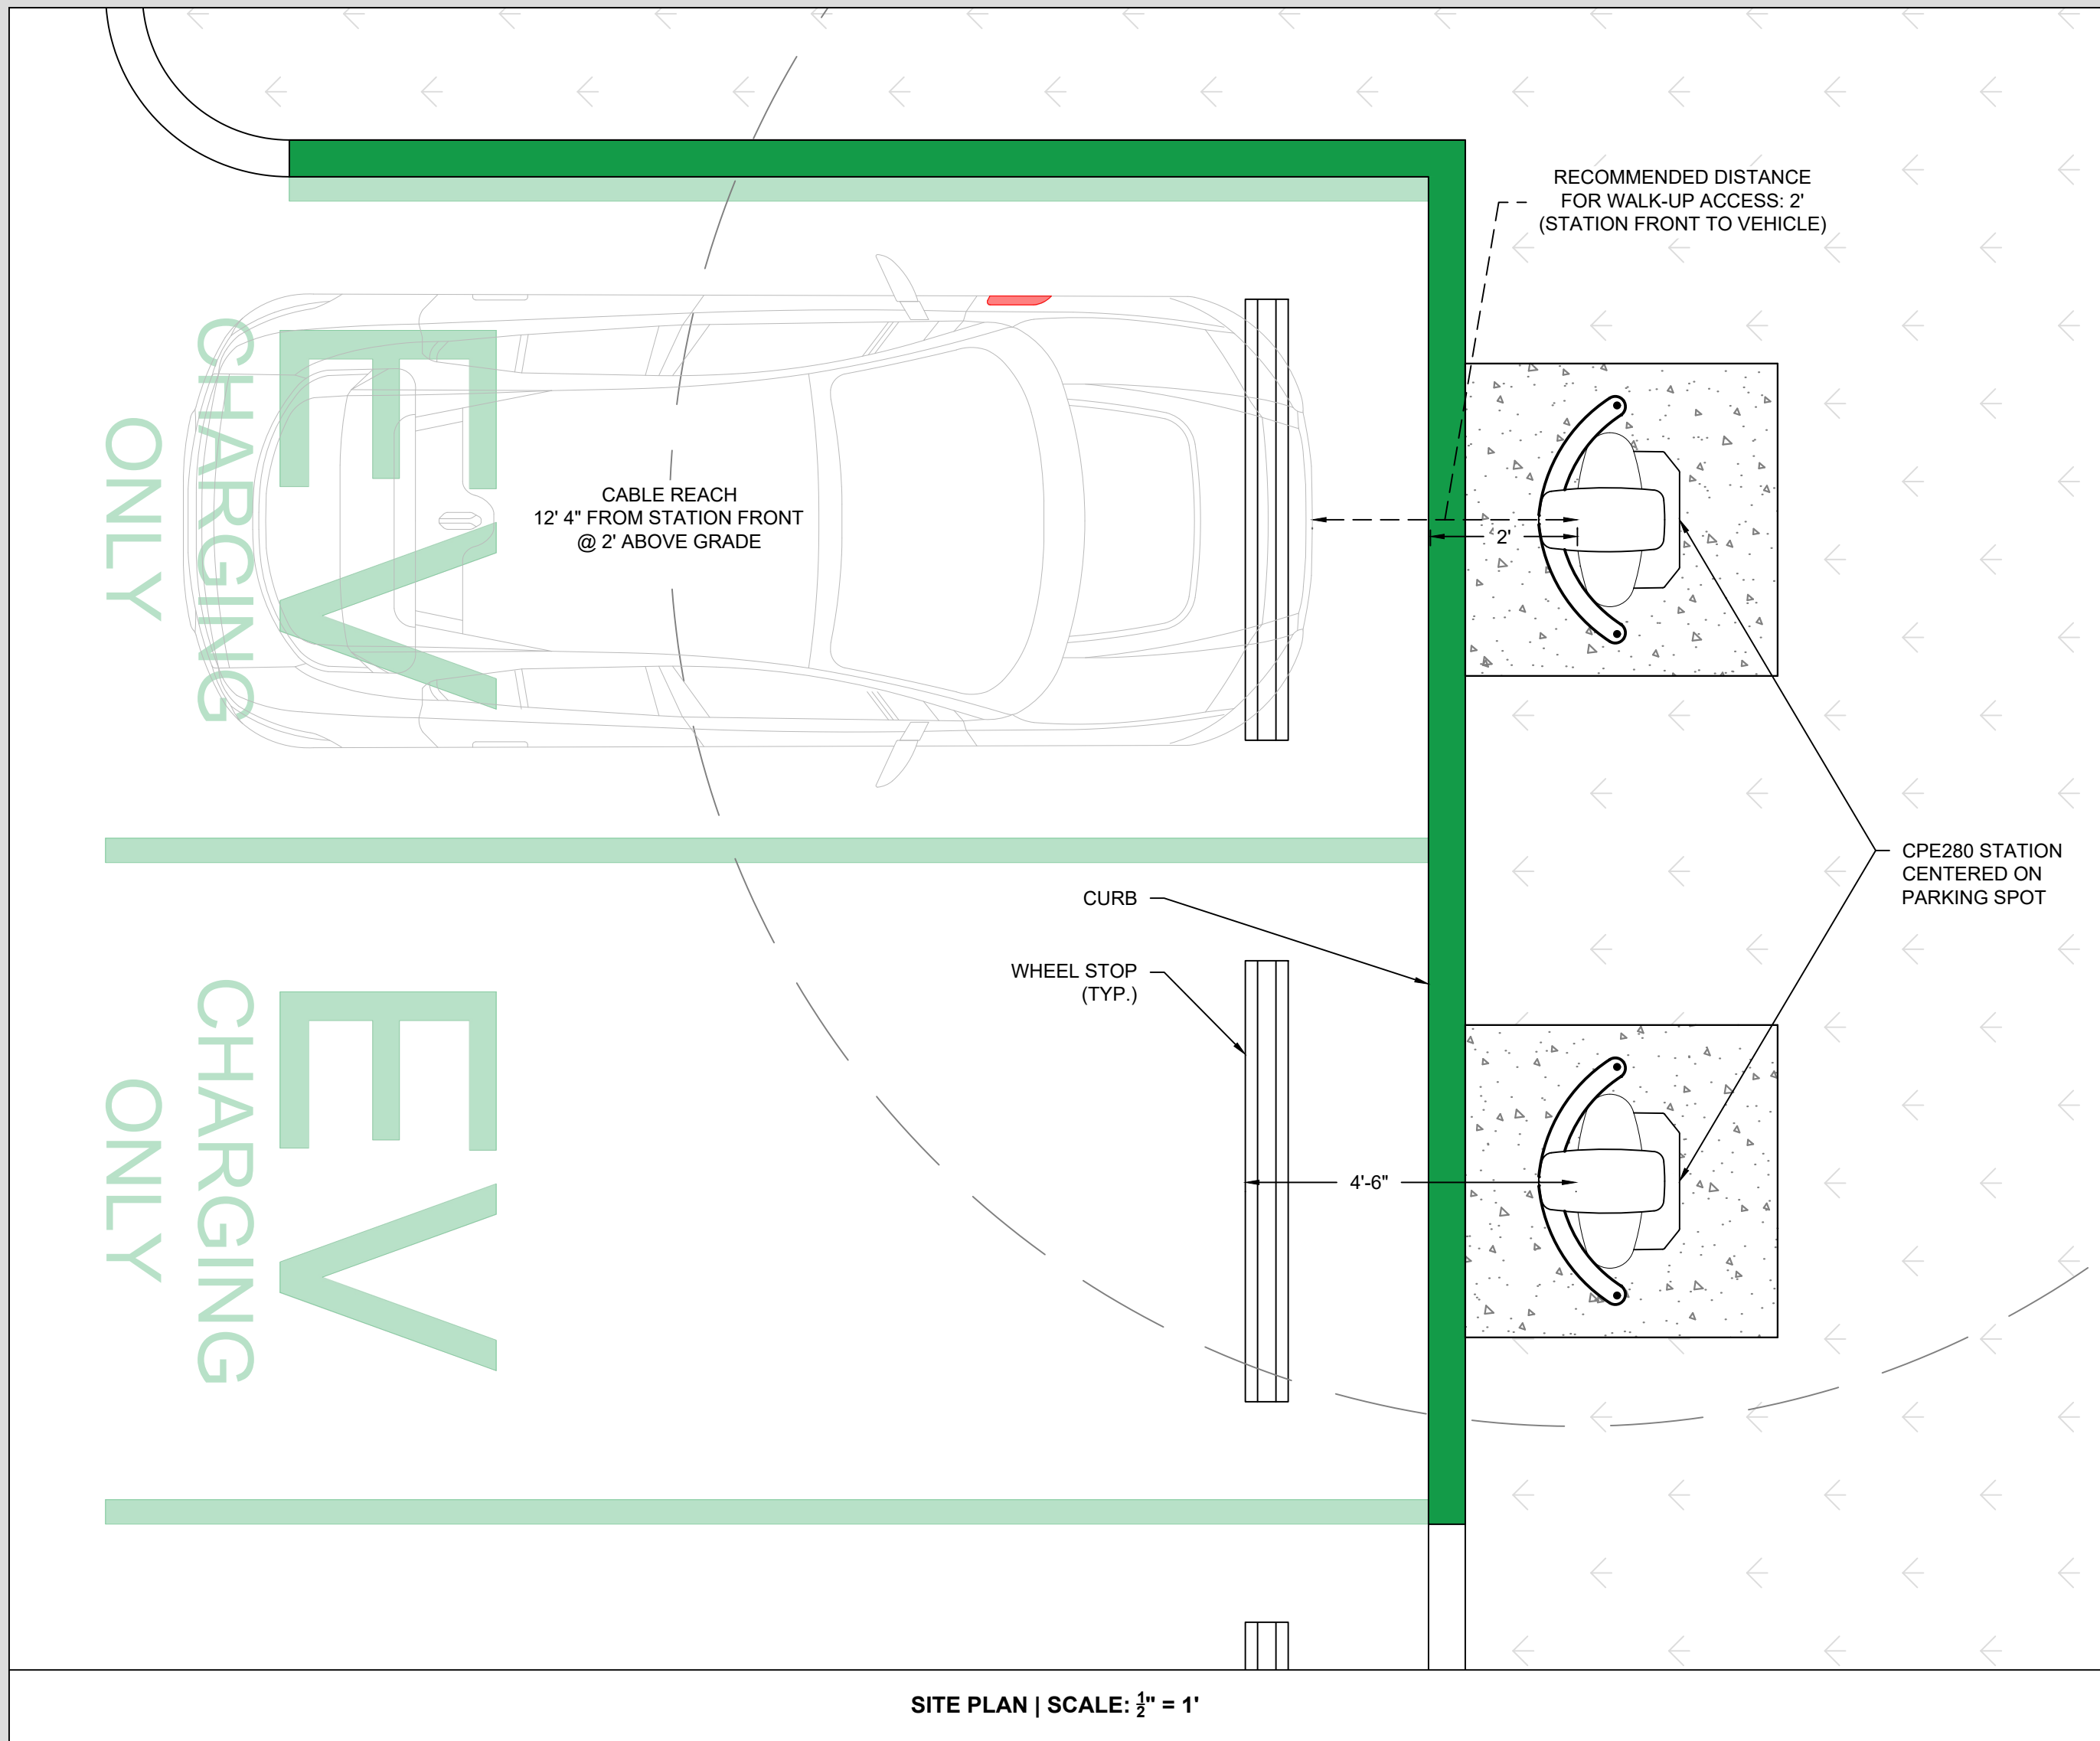 RECOMMENDED DISTANCE
FOR WALK-UP ACCESS: 2'
(STATION FRONT TO VEHICLE)
EV
CHARGING
ONLY
CABLE REACH
12' 4" FROM STATION FRONT
@ 2' ABOVE GRADE
2'
CPE280 STATION
CENTERED ON
PARKING SPOT
CURB
WHEEL STOP
(TYP.)
EV
CHARGING
ONLY
4'-6"
SITE PLAN | SCALE: ½" = 1'